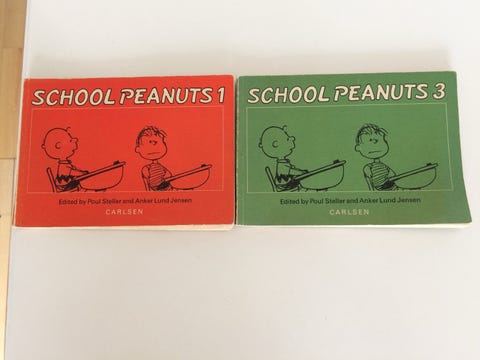 SCHOOL PEANUTS 1
Edited by Poul Steller and Anker Lund Jensen
CARLSEN
SCHOOL PEANUTS 3
Edited by Poul Steller and Anker Lund Jensen
CARLSEN